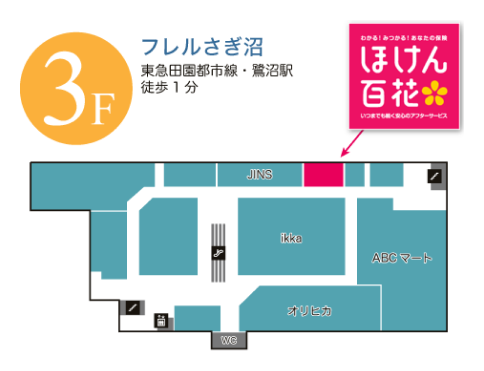 3F
フレルさぎ沼
東急田園都市線・鷺沼駅
徒歩1分
わかる!みつかる!あなたの保険
ほけん
百花
いつまでも続く安心のアフターサービス
JINS
ikka
ABCマート
オリヒカ
WC